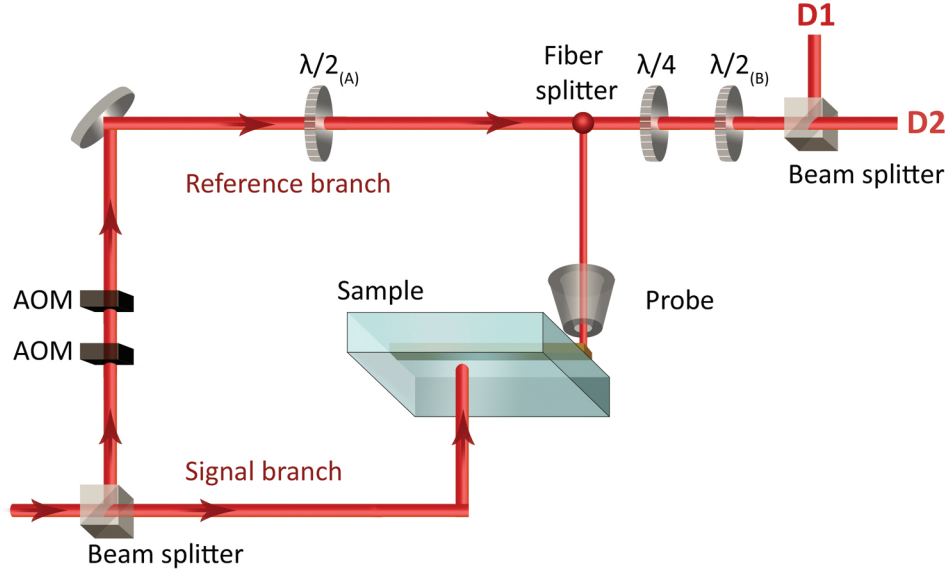 D1
λ/2(A)
Fiber
splitter
λ/4
λ/2(B)
D2
Beam splitter
Reference branch
AOM
AOM
Sample
Probe
Signal branch
Beam splitter